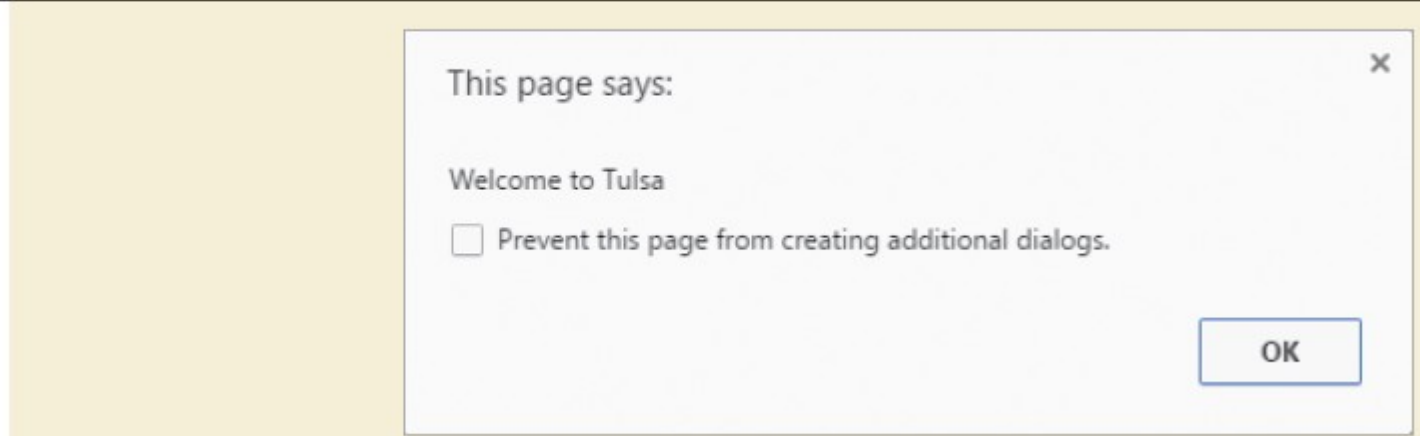 This page says:
Welcome to Tulsa
Prevent this page from creating additional dialogs.
OK